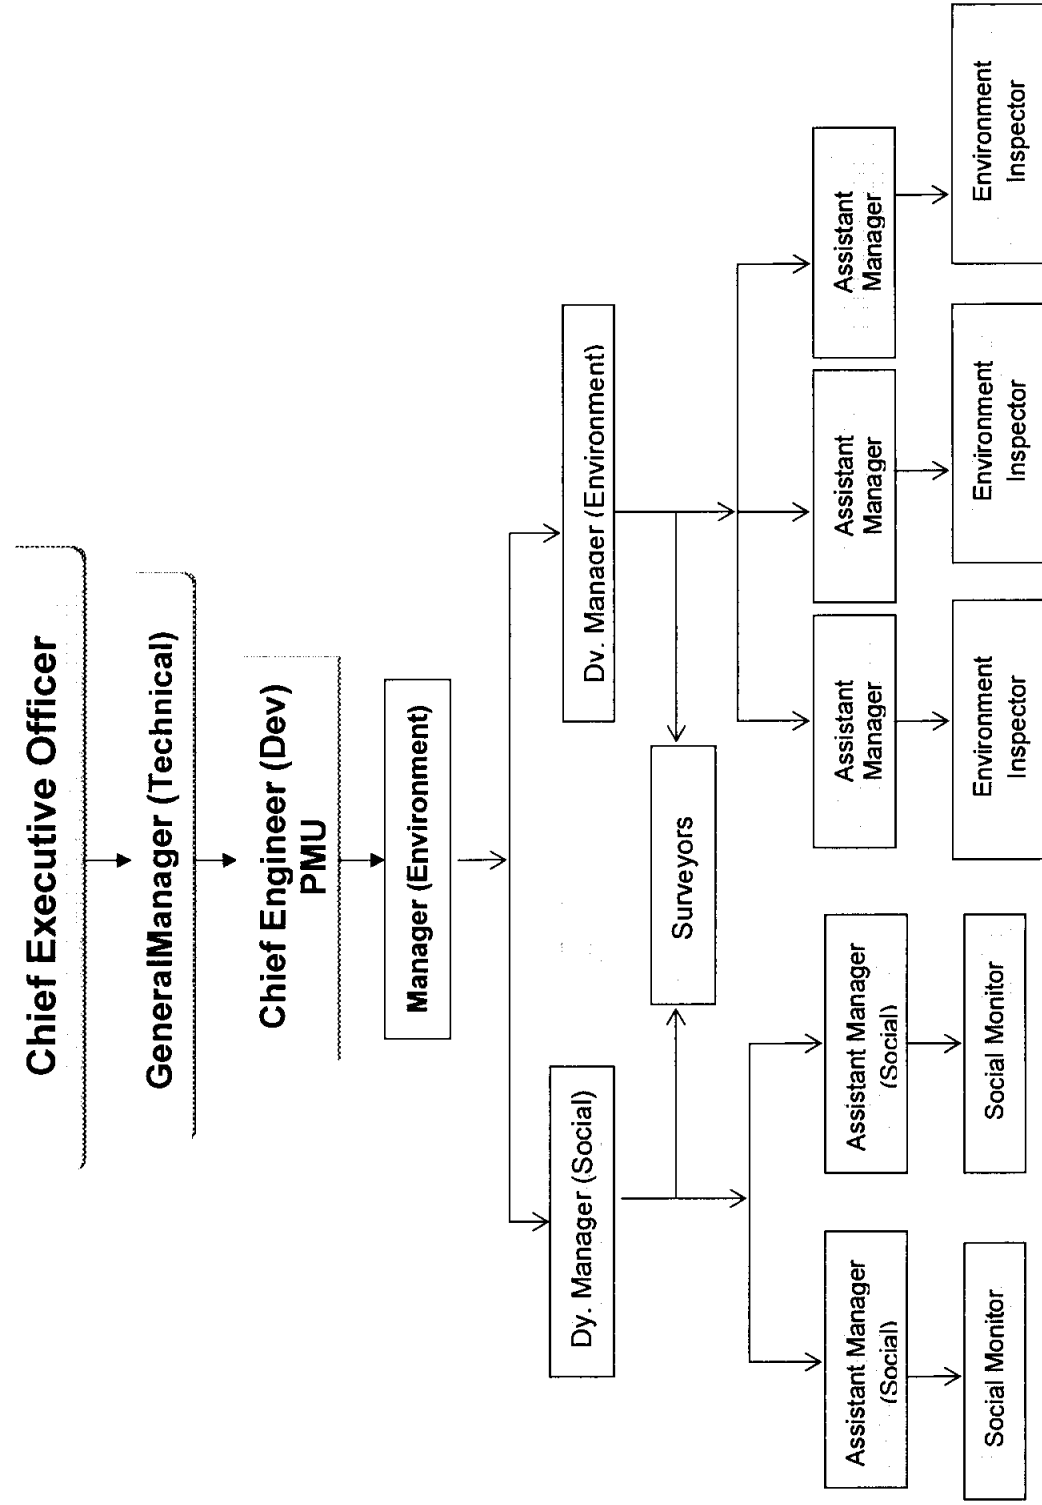 Chief Executive Officer
GeneralManager (Technical)
Chief Engineer (Dev)
PMU
Manager (Environment)
Dy. Manager (Social)
Dv. Manager (Environment)
Surveyors
Assistant Manager
(Social)
Assistant Manager
(Social)
Assistant
Manager
Assistant
Manager
Assistant
Manager
Social Monitor
Social Monitor
Environment
Inspector
Environment
Inspector
Environment
Inspector